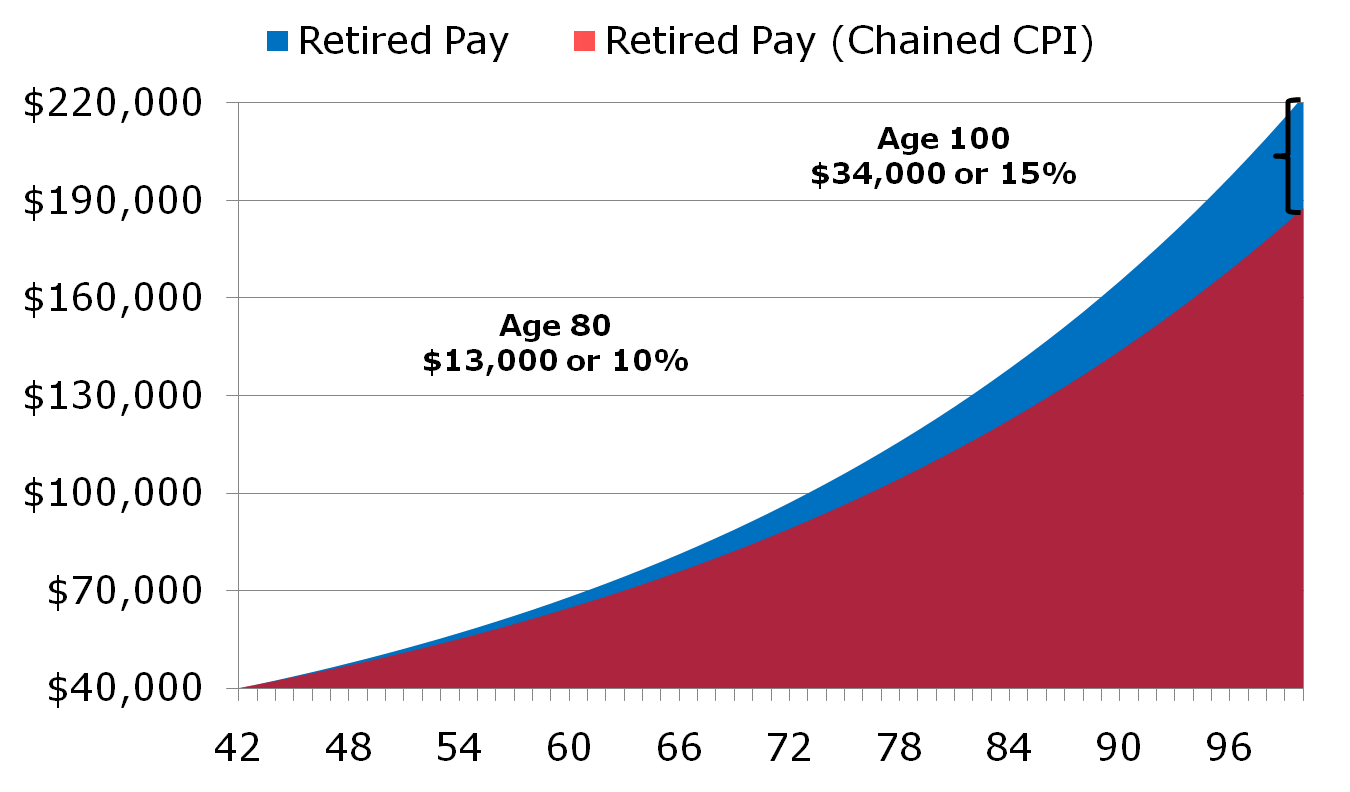 Retired Pay Retired Pay (Chained CPI)
$220,000
Age 100
$34,000 or 15%
$190,000
$160,000
Age 80
$13,000 or 10%
$130,000
$100,000
$70,000
$40,000
42 48 54 60 66 72 78 84 90 96